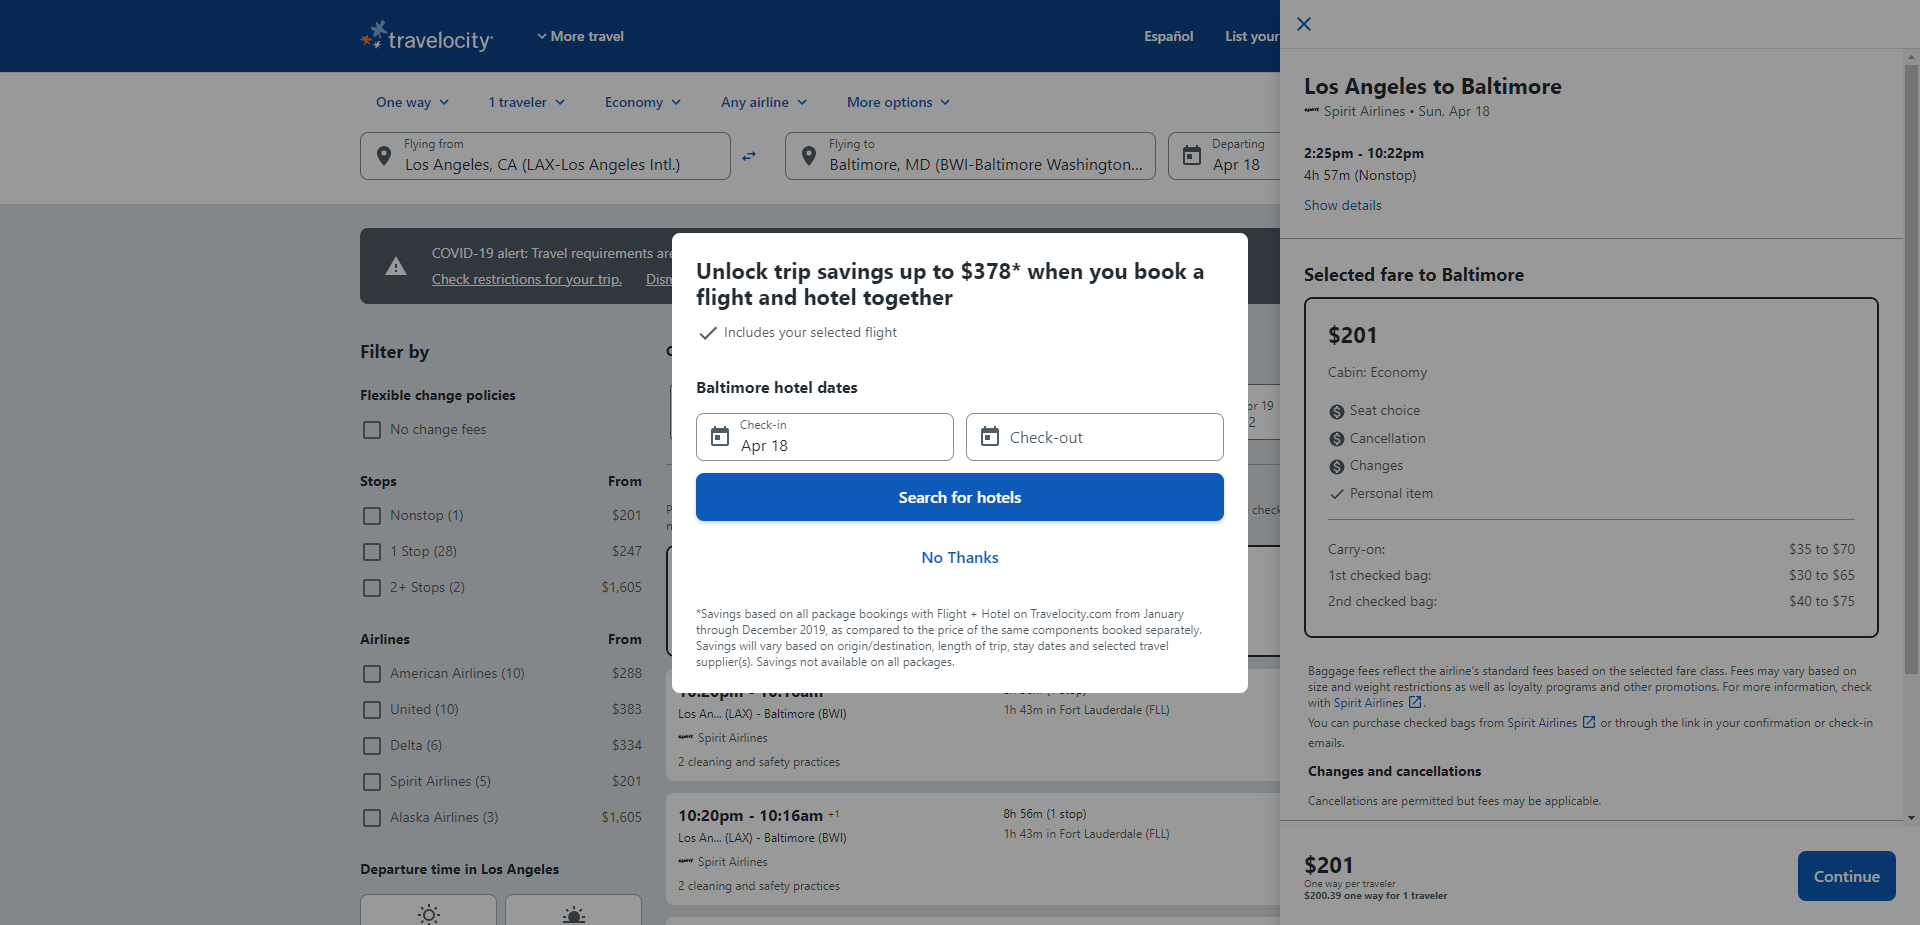 travelocity
More travel
Español
List your
One way
1 traveler
Economy
Any airline
More options
Flying from
Los Angeles, CA (LAX-Los Angeles Intl.)
Flying to
Baltimore, MD (BWI-Baltimore Washington...
Departing
Apr 18
COVID-19 alert: Travel requirements are
Check restrictions for your trip.
Filter by
Flexible change policies
No change fees
Stops From
Nonstop (1) $201
1 Stop (28) $247
2+ Stops (2) $1,605
Airlines From
American Airlines (10) $288
United (10) $383
Delta (6) $334
Spirit Airlines (5) $201
Alaska Airlines (3) $1,605
Departure time in Los Angeles
Unlock trip savings up to $378* when you book a
flight and hotel together
Includes your selected flight
Baltimore hotel dates
Check-in
Apr 18
Check-out
Search for hotels
No Thanks
*Savings based on all package bookings with Flight + Hotel on Travelocity.com from January
through December 2019, as compared to the price of the same components booked separately.
Savings will vary based on origin/destination, length of trip, stay dates and selected travel
supplier(s). Savings not available on all packages.
10:20pm - 10:16am
Los An... (LAX) - Baltimore (BWI)
1h 43m in Fort Lauderdale (FLL)
Spirit Airlines
2 cleaning and safety practices
10:20pm - 10:16am +1
8h 56m (1 stop)
Los An... (LAX) - Baltimore (BWI)
1h 43m in Fort Lauderdale (FLL)
Spirit Airlines
2 cleaning and safety practices
Los Angeles to Baltimore
Spirit Airlines • Sun, Apr 18
2:25pm - 10:22pm
4h 57m (Nonstop)
Show details
Selected fare to Baltimore
$201
Cabin: Economy
Seat choice
Cancellation
Changes
Personal item
Carry-on: $35 to $70
1st checked bag: $30 to $65
2nd checked bag: $40 to $75
Baggage fees reflect the airline's standard fees based on the selected fare class. Fees may vary based on
size and weight restrictions as well as loyalty programs and other promotions. For more information, check
with Spirit Airlines.
You can purchase checked bags from Spirit Airlines or through the link in your confirmation or check-in
emails.
Changes and cancellations
Cancellations are permitted but fees may be applicable.
$201
One way per traveler
$200.39 one way for 1 traveler
Continue